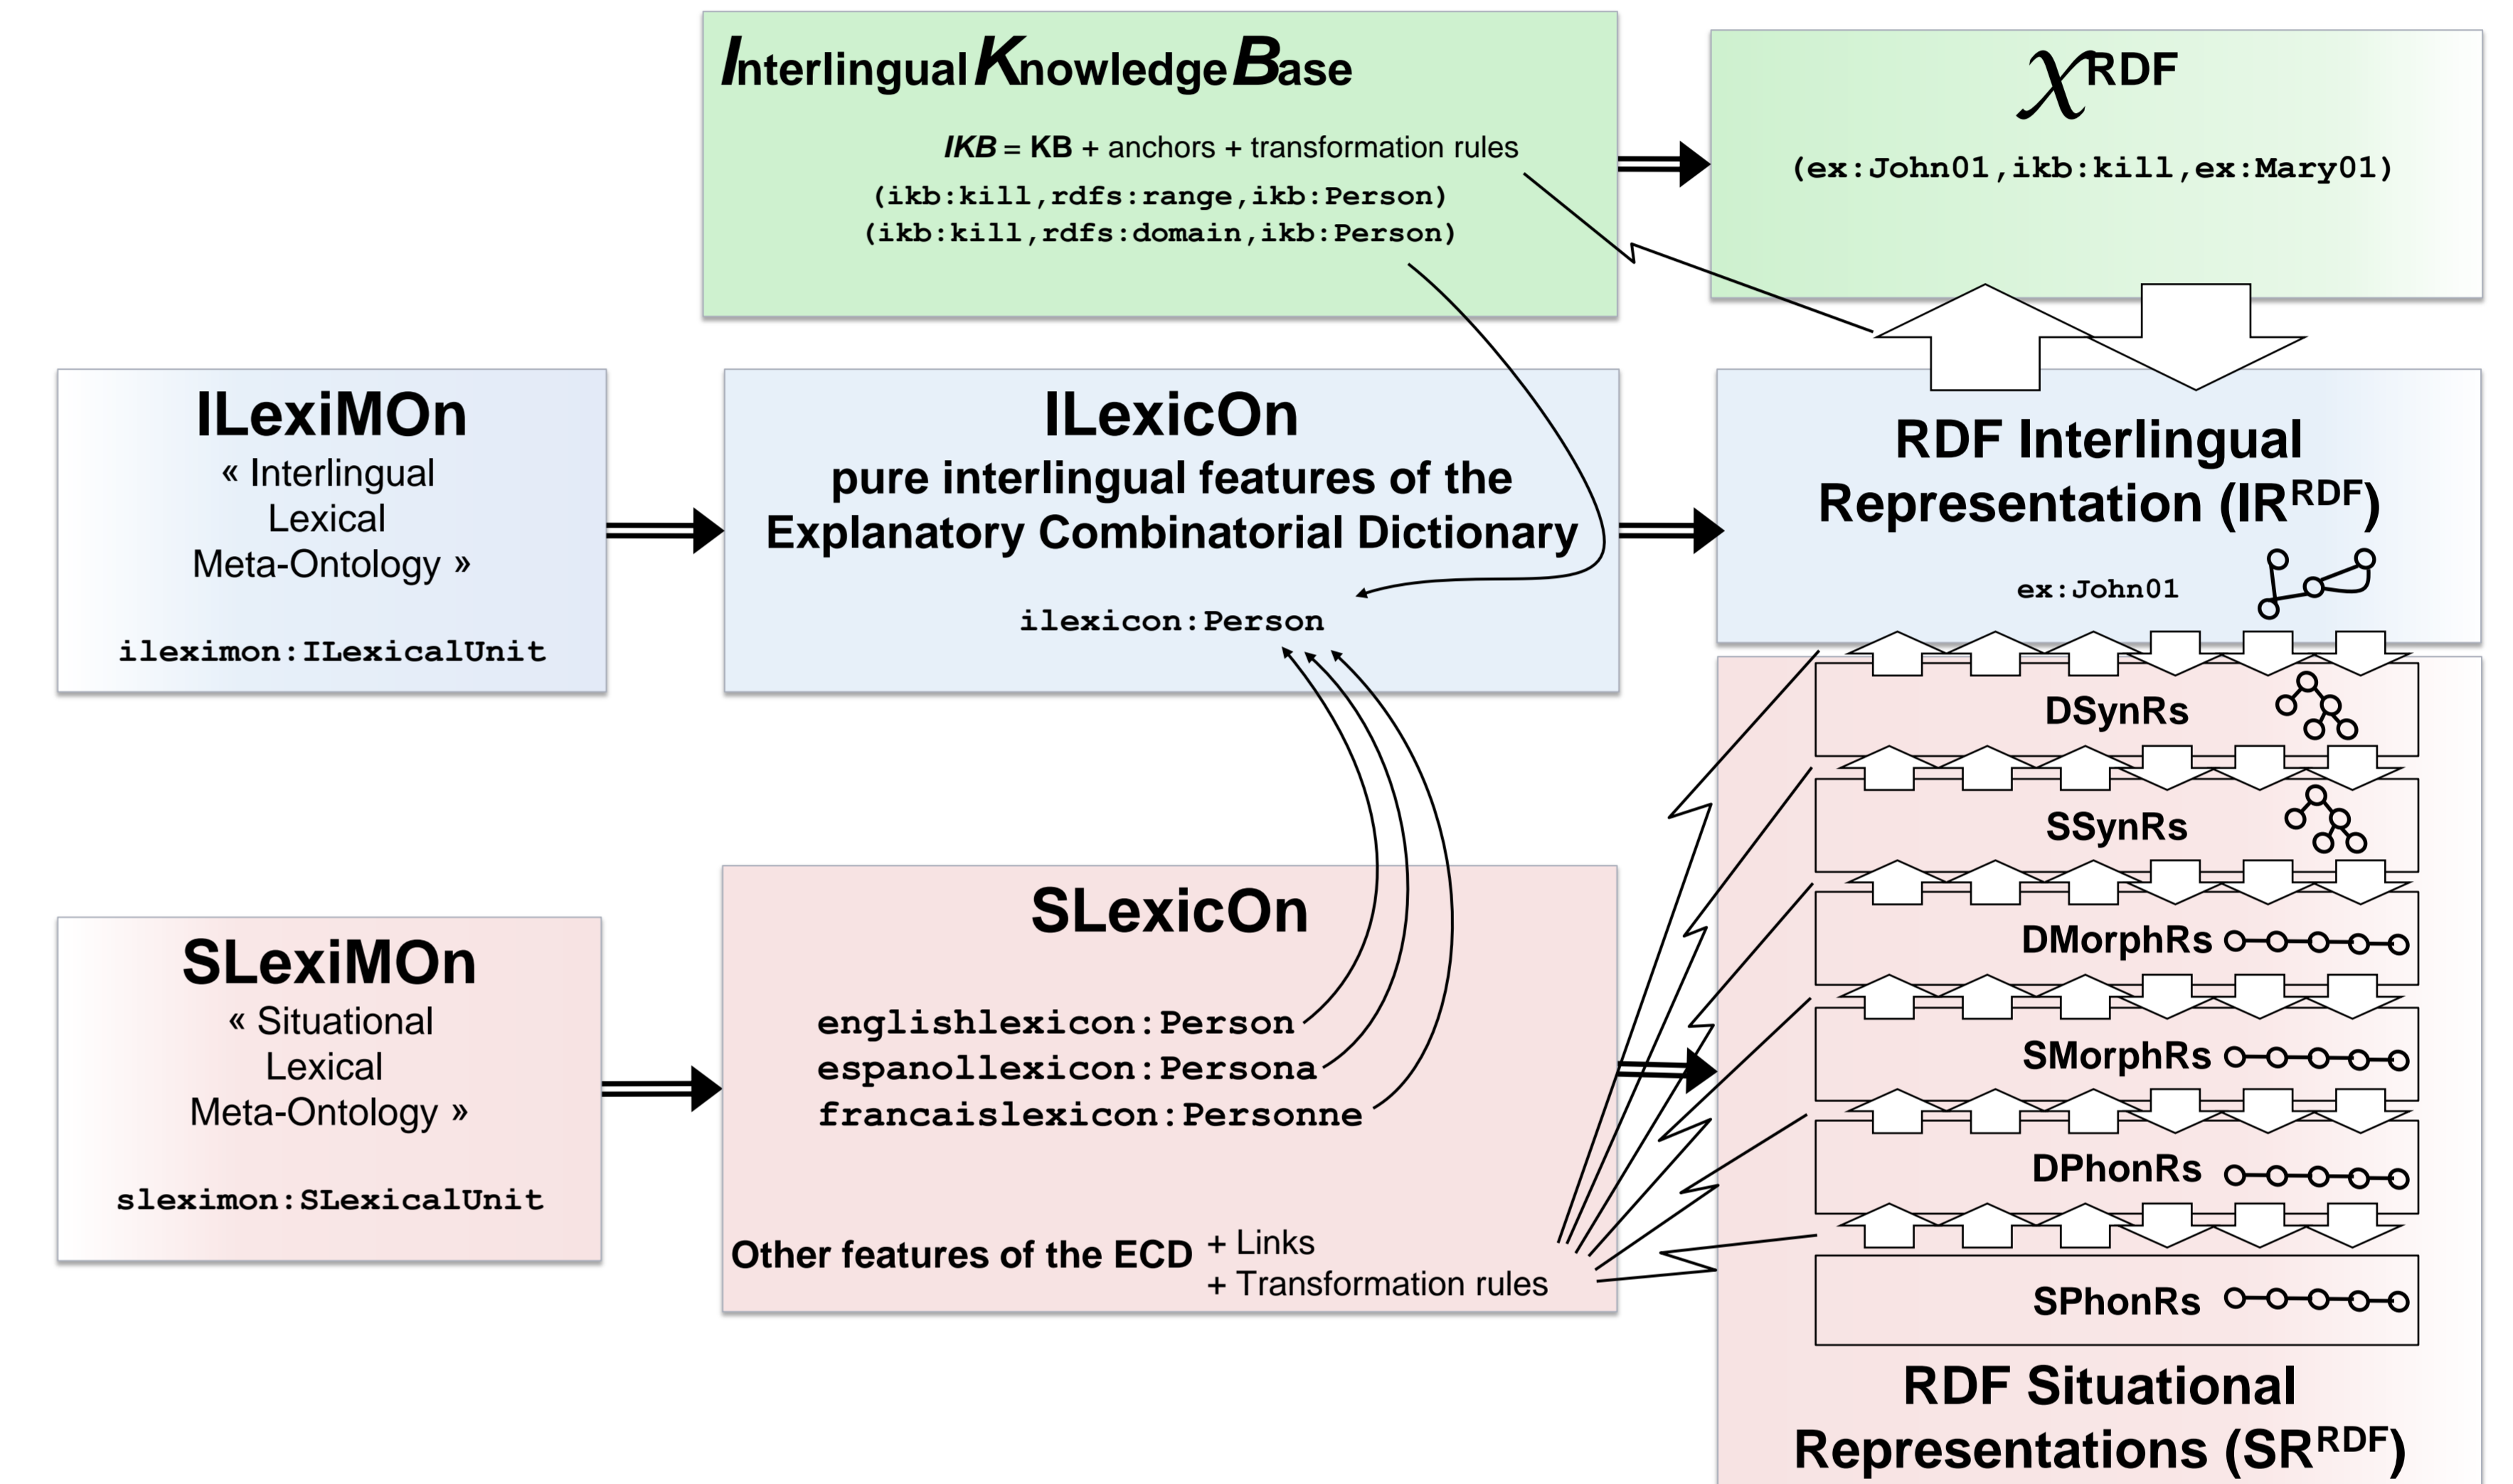 InterlingualKnowledgeBase
IKB = KB + anchors + transformation rules
(ikb:kill,rdfs:range,ikb:Person)
(ikb:kill,rdfs:domain,ikb:Person)
χRDF
(ex:John01,ikb:kill,ex:Mary01)
ILexiMOn
« Interlingual
Lexical
Meta-Ontology »
ileximon:ILexicalUnit
ILexicOn
pure interlingual features of the
Explanatory Combinatorial Dictionary
ilexicon:Person
RDF Interlingual
Representation (IRRDF)
ex:John01
SLexiMOn
« Situational
Lexical
Meta-Ontology »
sleximon:SLexicalUnit
SLexicOn
englishlexicon:Person
espanollexicon:Persona
francaislexicon:Personne
Other features of the ECD
+ Links
+ Transformation rules
DSynRs
SSynRs
DMorphRs
SMorphRs
DPhonRs
SPhonRs
RDF Situational
Representations (SRRDF)